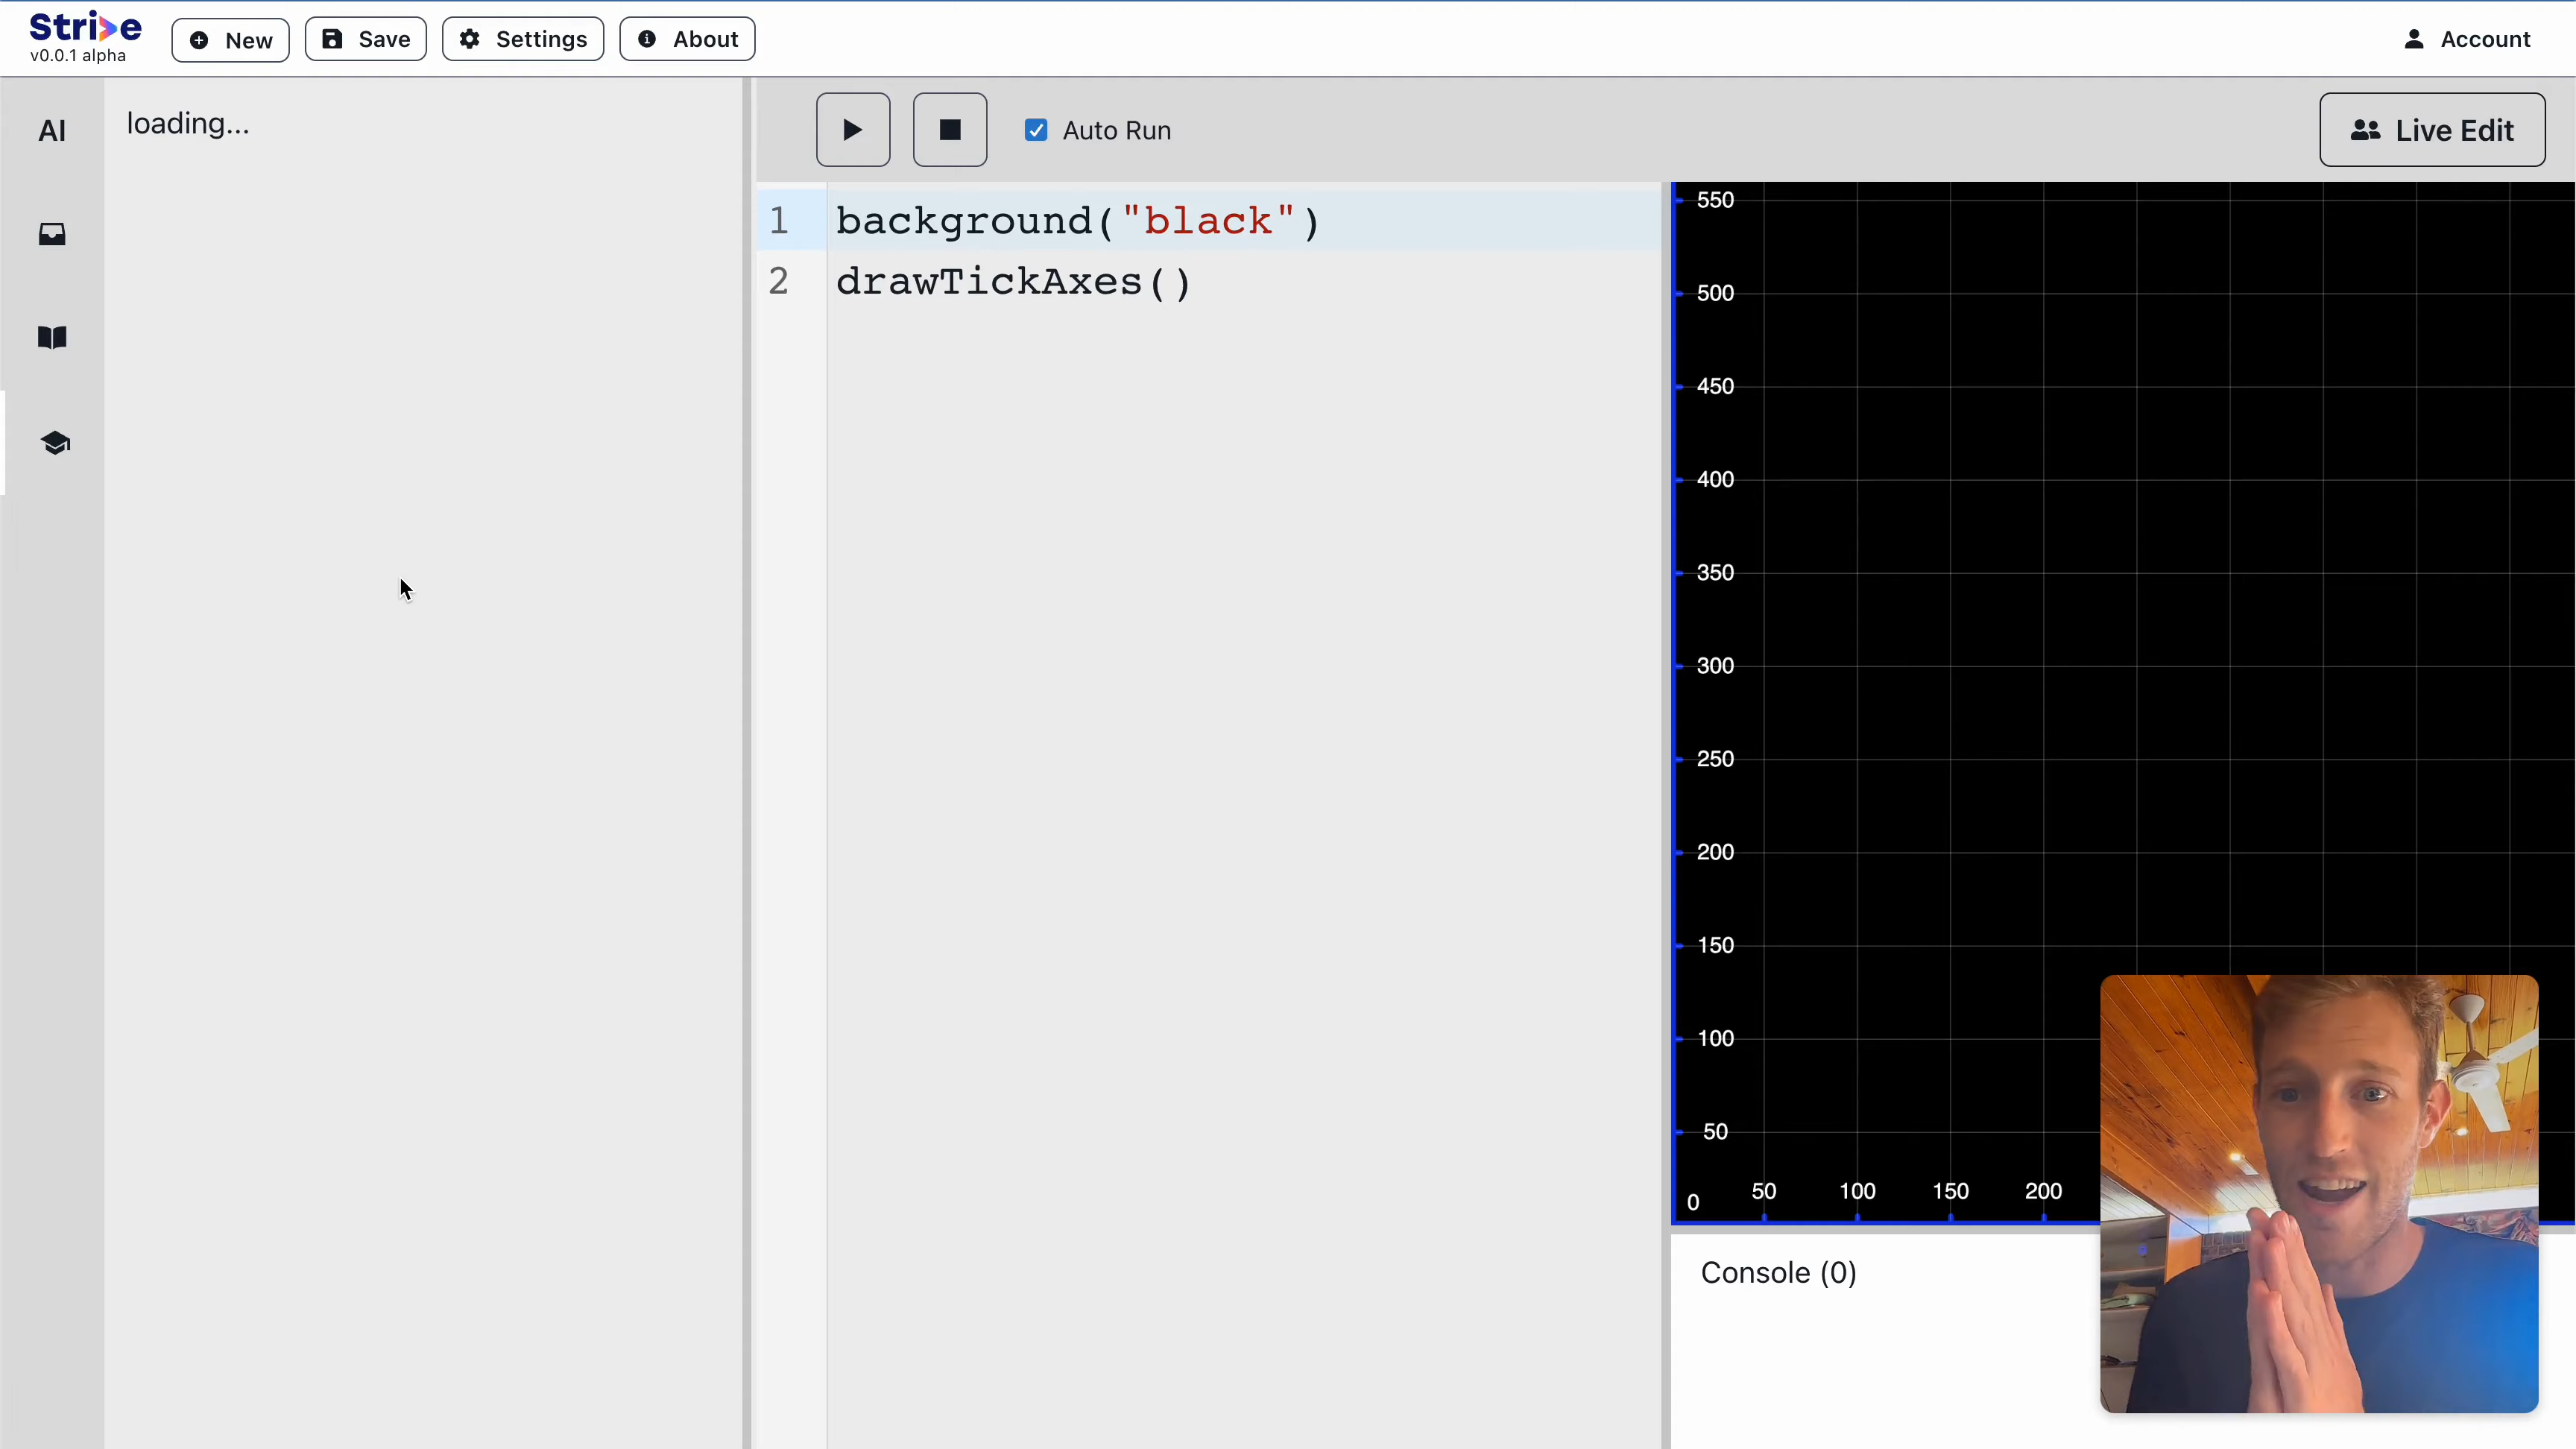 Stride
v0.0.1 alpha
New
Save
Settings
About
Account
AI
loading...
Auto Run
Live Edit
1 background("black")
2 drawTickAxes()
550
500
450
400
350
300
250
200
150
100
50
0
50 100 150 200
Console (0)